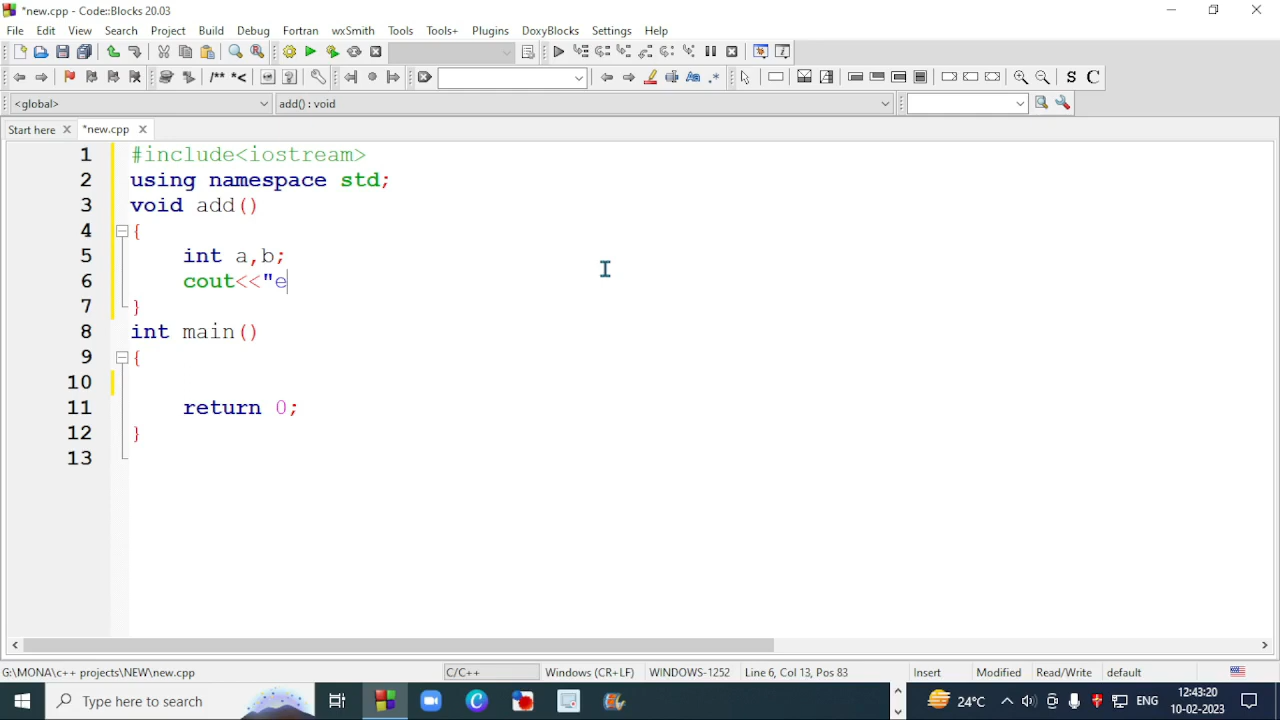 *new.cpp - Code::Blocks 20.03
File Edit View Search Project Build Debug Fortran wxSmith Tools Tools+ Plugins DoxyBlocks Settings Help
/** *< Aa .* S C
<global> add() : void
Start here *new.cpp
1 #include<iostream>
2 using namespace std;
3 void add()
4 {
5 int a,b;
6 cout<<"e
7 }
8 int main()
9 {
10
11 return 0;
12 }
13
G:\MONA\c++ projects\NEW\new.cpp C/C++ Windows (CR+LF) WINDOWS-1252 Line 6, Col 13, Pos 83 Insert Modified Read/Write default
Type here to search 24°C ENG 12:43:20
10-02-2023